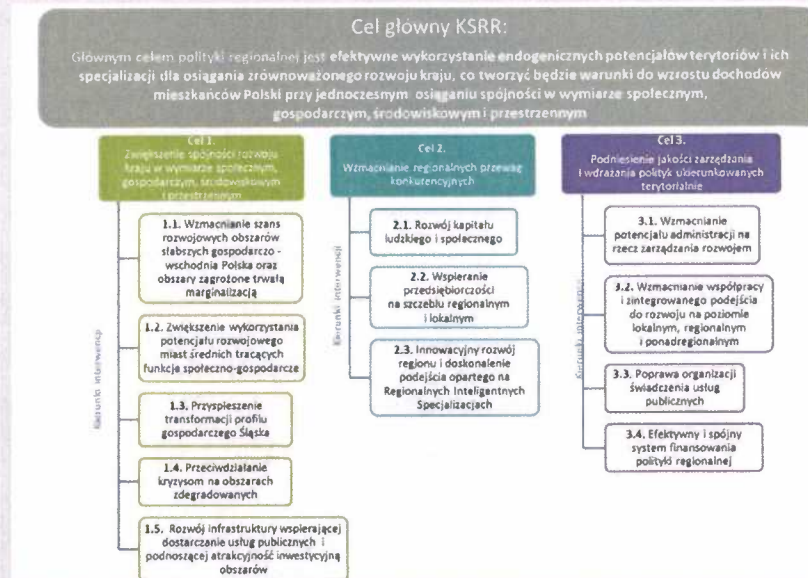 Cel główny KSRR:
Głównym celem polityki regionalnej jest efektywne wykorzystanie endogenicznych potencjałów terytoriów i ich
specjalizacji dla osiągania zrównoważonego rozwoju kraju, co tworzyć będzie warunki do wzrostu dochodów
mieszkańców Polski przy jednoczesnym osiąganiu spójności w wymiarze społecznym,
gospodarczym, środowiskowym i przestrzennym
Cel 1.
Zwiększenie spójności rozwoju
kraju w wymiarze społecznym,
gospodarczym, środowiskowym
i przestrzennym
Kierunki interwencji
1.1. Wzmacnianie szans
rozwojowych obszarów
słabszych gospodarczo -
wschodnia Polska oraz
obszary zagrożone trwałą
marginalizacją
1.2. Zwiększenie wykorzystania
potencjału rozwojowego
miast średnich tracących
funkcje społeczno-gospodarcze
1.3. Przyspieszenie
transformacji profilu
gospodarczego Śląska
1.4. Przeciwdziałanie
kryzysom na obszarach
zdegradowanych
1.5. Rozwój infrastruktury wspierającej
dostarczanie usług publicznych i
podnoszącej atrakcyjność inwestycyjną
obszarów
Cel 2.
Wzmacnianie regionalnych przewag
konkurencyjnych
Kierunki interwencji
2.1. Rozwój kapitału
ludzkiego i społecznego
2.2. Wspieranie
przedsiębiorczości
na szczeblu regionalnym
i lokalnym
2.3. Innowacyjny rozwój
regionu i doskonalenie
podejścia opartego na
Regionalnych Inteligentnych
Specjalizacjach
Cel 3.
Podniesienie jakości zarządzania
i wdrażania polityk ukierunkowanych
terytorialnie
Kierunki interwencji
3.1. Wzmacnianie
potencjału administracji na
rzecz zarządzania rozwojem
3.2. Wzmacnianie współpracy
i zintegrowanego podejścia
do rozwoju na poziomie
lokalnym, regionalnym
i ponadregionalnym
3.3. Poprawa organizacji
świadczenia usług
publicznych
3.4. Efektywny i spójny
system finansowania
polityki regionalnej